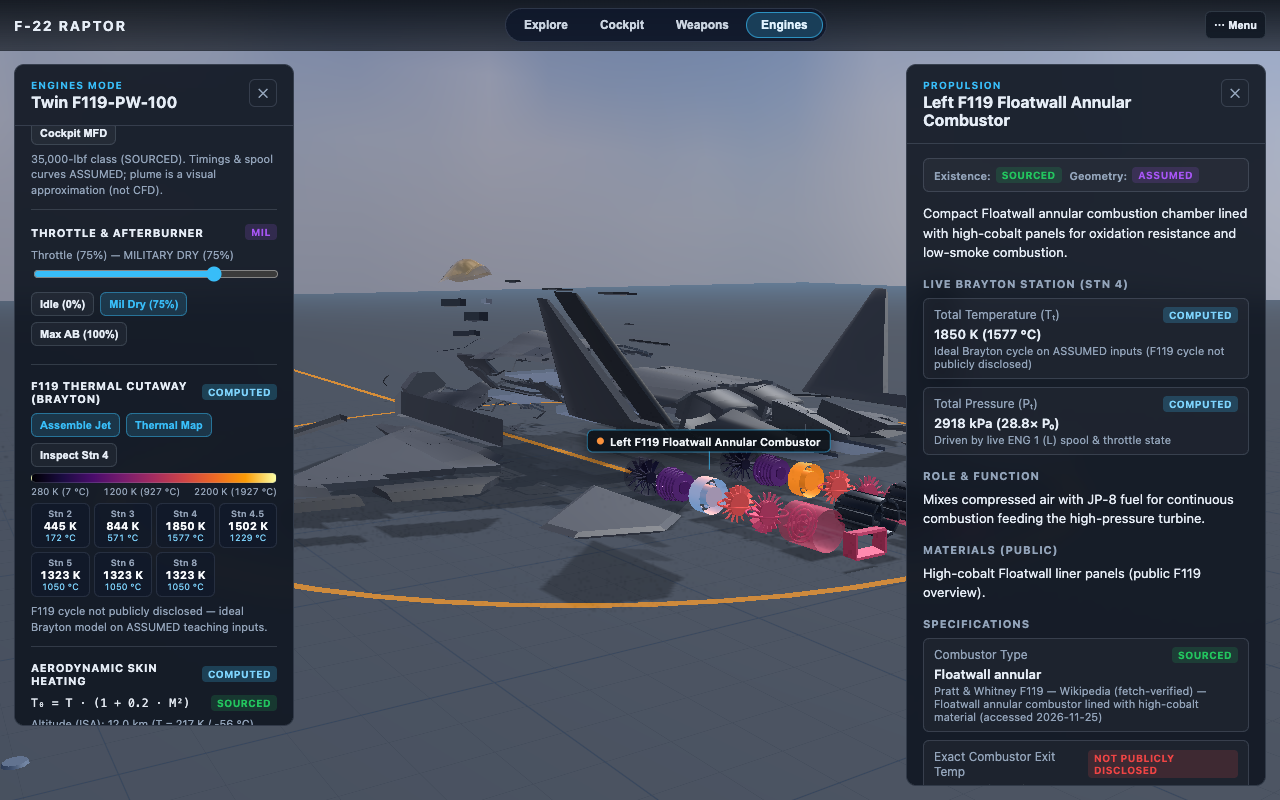 F-22 RAPTOR
Explore
Cockpit
Weapons
Engines
··· Menu
ENGINES MODE
Twin F119-PW-100
Cockpit MFD
35,000-lbf class (SOURCED). Timings & spool
curves ASSUMED; plume is a visual
approximation (not CFD).
THROTTLE & AFTERBURNER
MIL
Throttle (75%) — MILITARY DRY (75%)
Idle (0%)
Mil Dry (75%)
Max AB (100%)
F119 THERMAL CUTAWAY
(BRAYTON)
COMPUTED
Assemble Jet
Thermal Map
Inspect Stn 4
280 K (7 °C)
1200 K (927 °C)
2200 K (1927 °C)
Stn 2
445 K
172 °C
Stn 3
844 K
571 °C
Stn 4
1850 K
1577 °C
Stn 4.5
1502 K
1229 °C
Stn 5
1323 K
1050 °C
Stn 6
1323 K
1050 °C
Stn 8
1323 K
1050 °C
F119 cycle not publicly disclosed — ideal
Brayton model on ASSUMED teaching inputs.
AERODYNAMIC SKIN
HEATING
COMPUTED
T₀ = T · (1 + 0.2 · M²)
SOURCED
Altitude (ISA): 12.0 km (T = 217 K / -56 °C)
Left F119 Floatwall Annular Combustor
PROPULSION
Left F119 Floatwall Annular
Combustor
Existence: SOURCED Geometry: ASSUMED
Compact Floatwall annular combustion chamber lined
with high-cobalt panels for oxidation resistance and
low-smoke combustion.
LIVE BRAYTON STATION (STN 4)
Total Temperature (Tₜ)
COMPUTED
1850 K (1577 °C)
Ideal Brayton cycle on ASSUMED inputs (F119 cycle not
publicly disclosed)
Total Pressure (Pₜ)
COMPUTED
2918 kPa (28.8× P₀)
Driven by live ENG 1 (L) spool & throttle state
ROLE & FUNCTION
Mixes compressed air with JP-8 fuel for continuous
combustion feeding the high-pressure turbine.
MATERIALS (PUBLIC)
High-cobalt Floatwall liner panels (public F119
overview).
SPECIFICATIONS
Combustor Type
SOURCED
Floatwall annular
Pratt & Whitney F119 — Wikipedia (fetch-verified) —
Floatwall annular combustor lined with high-cobalt
material (accessed 2026-11-25)
Exact Combustor Exit
Temp
NOT PUBLICLY
DISCLOSED